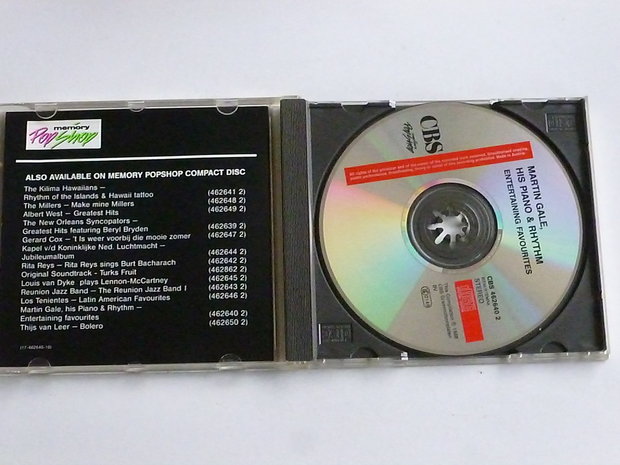 memory
Pop Shop
ALSO AVAILABLE ON MEMORY POPSHOP COMPACT DISC
The Kilima Hawaiians –
Rhythm of the Islands & Hawaii tattoo (462641 2)
The Millers – Make mine Millers (462648 2)
Albert West – Greatest Hits (462649 2)
The New Orleans Syncopators –
Greatest Hits featuring Beryl Bryden (462639 2)
Gerard Cox – 't Is weer voorbij die mooie zomer (462647 2)
Kapel v/d Koninklijke Ned. Luchtmacht –
Jubileumalbum (462644 2)
Rita Reys – Rita Reys sings Burt Bacharach (462642 2)
Original Soundtrack - Turks Fruit (462862 2)
Louis van Dyke plays Lennon-McCartney (462645 2)
Reunion Jazz Band – The Reunion Jazz Band 1 (462643 2)
Los Tenientes – Latin American Favourites (462646 2)
Martin Gale, his Piano & Rhythm –
Entertaining favourites (462640 2)
Thijs van Leer – Bolero (462650 2)
(17-462640-10)
CBS
PopShop
MARTIN GALE,
HIS PIANO & RHYTHM
ENTERTAINING FAVOURITES
CBS 462640 2
STEREO